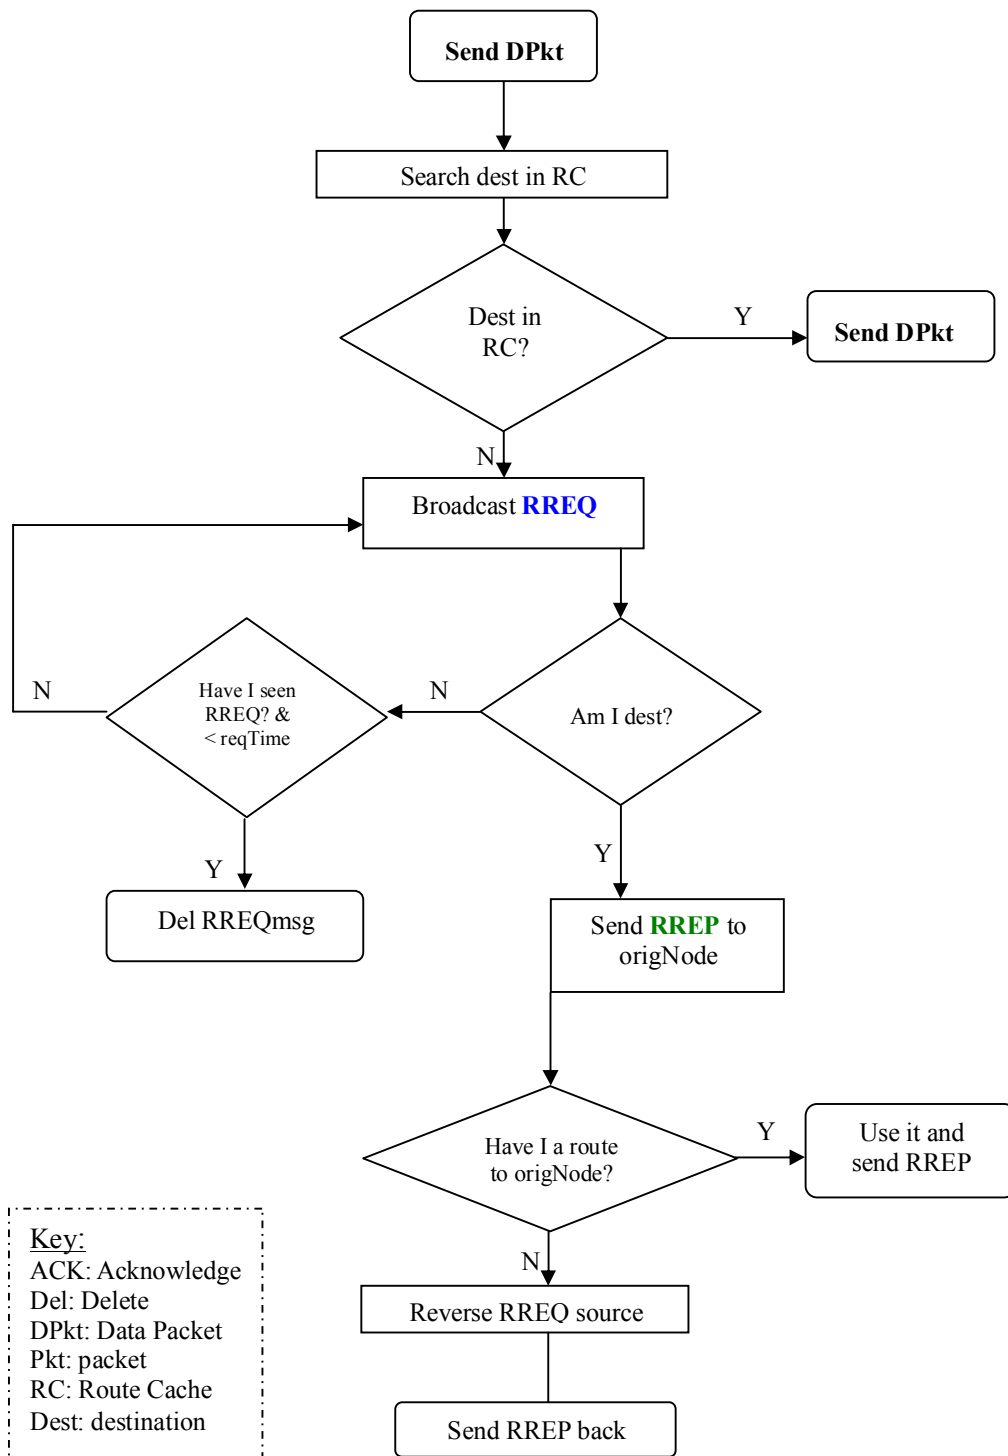 Send DPkt
Search dest in RC
Dest in
RC?
Y
Send DPkt
N
Broadcast RREQ
N
Have I seen
RREQ? &
< reqTime
N
Am I dest?
Y
Del RREQmsg
Y
Send RREP to
origNode
Have I a route
to origNode?
Y
Use it and
send RREP
N
Reverse RREQ source
Send RREP back
Key:
ACK: Acknowledge
Del: Delete
DPkt: Data Packet
Pkt: packet
RC: Route Cache
Dest: destination